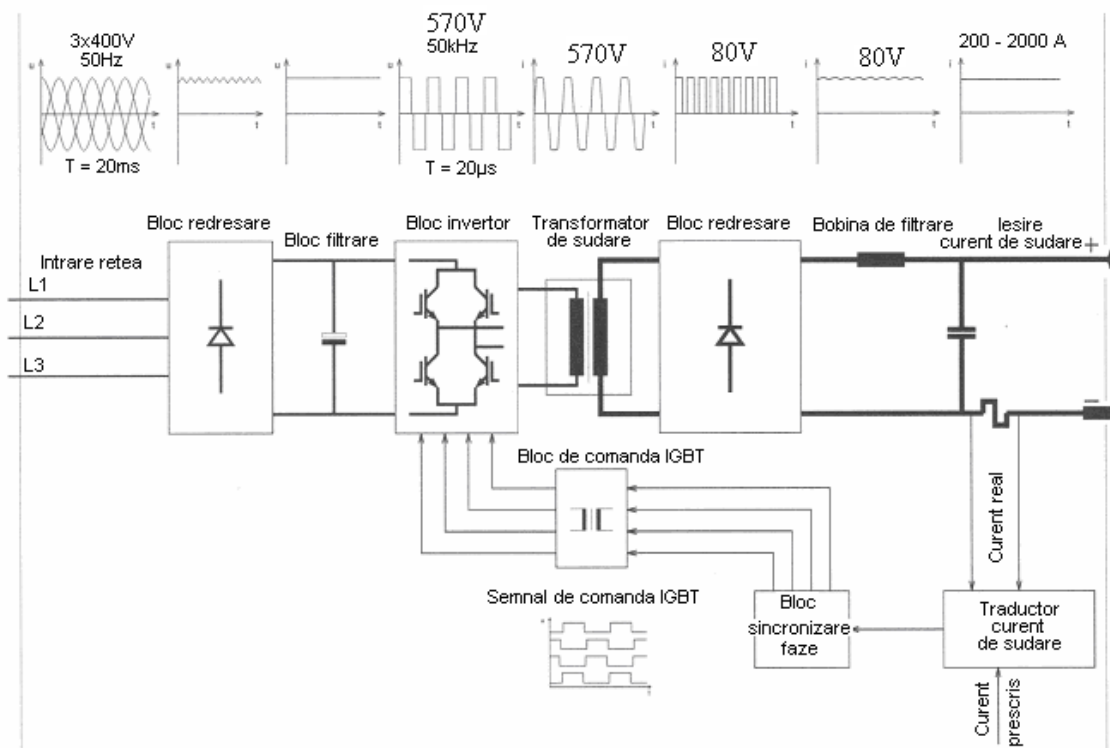 3x400V
50Hz
u
t
T = 20ms
u
t
u
t
570V
50kHz
u
t
T = 20µs
570V
i
t
80V
i
t
80V
i
t
200 - 2000 A
i
t
Bloc redresare
Bloc filtrare
Bloc invertor
Transformator
de sudare
Bloc redresare
Bobina de filtrare
Iesire
curent de sudare
+
Intrare retea
L1
L2
L3
–
Bloc de comanda IGBT
Curent real
Semnal de comanda IGBT
Bloc
sincronizare
faze
Traductor
curent
de sudare
Curent
prescris